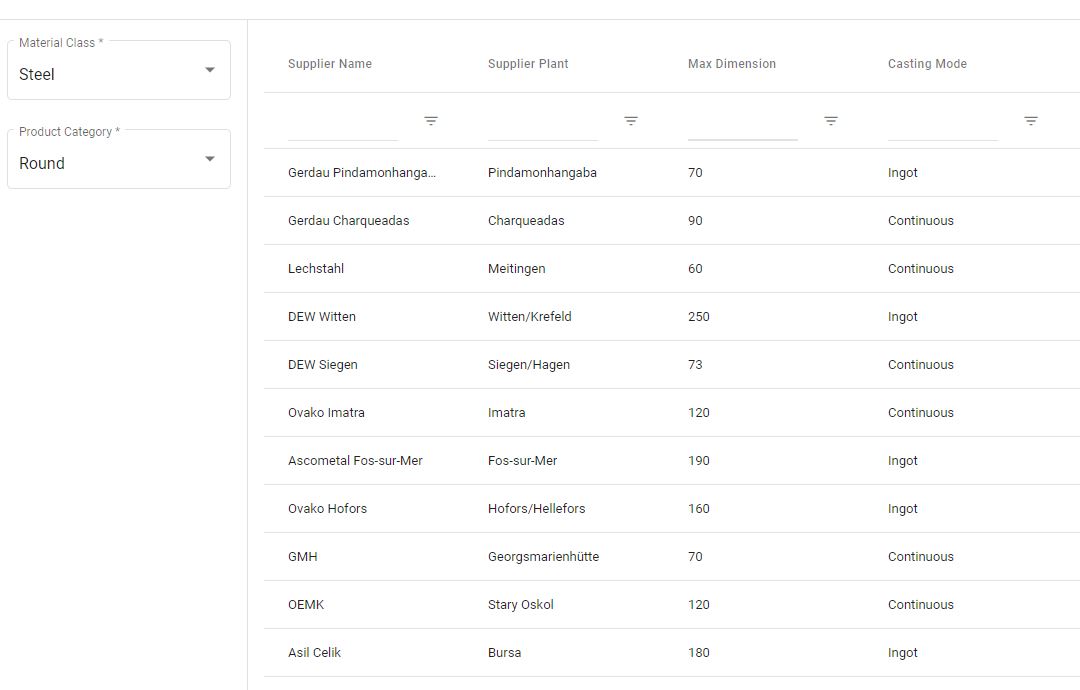 Material Class *
Steel
Product Category *
Round
Supplier Name Supplier Plant Max Dimension Casting Mode
Gerdau Pindamonhanga... Pindamonhangaba 70 Ingot
Gerdau Charqueadas Charqueadas 90 Continuous
Lechstahl Meitingen 60 Continuous
DEW Witten Witten/Krefeld 250 Ingot
DEW Siegen Siegen/Hagen 73 Continuous
Ovako Imatra Imatra 120 Continuous
Ascometal Fos-sur-Mer Fos-sur-Mer 190 Ingot
Ovako Hofors Hofors/Hellefors 160 Ingot
GMH Georgsmarienhütte 70 Continuous
OEMK Stary Oskol 120 Continuous
Asil Celik Bursa 180 Ingot